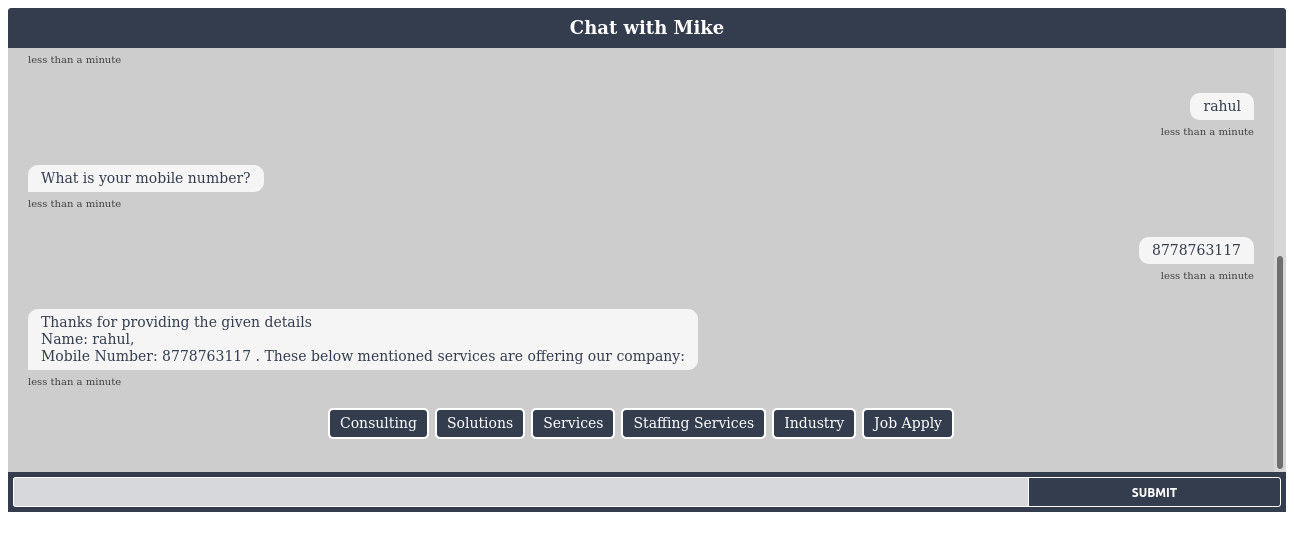 Chat with Mike
less than a minute
rahul
less than a minute
What is your mobile number?
less than a minute
8778763117
less than a minute
Thanks for providing the given details
Name: rahul,
Mobile Number: 8778763117 . These below mentioned services are offering our company:
less than a minute
Consulting Solutions Services Staffing Services Industry Job Apply
SUBMIT